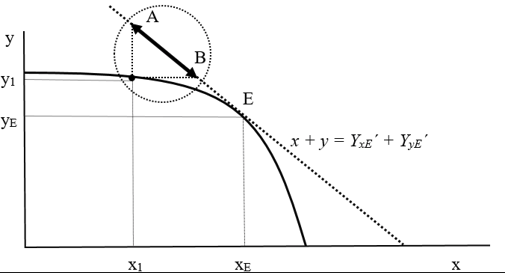 A
y
B
y₁
E
yE
x + y = YxE´ + YyE´
x₁
xE
x